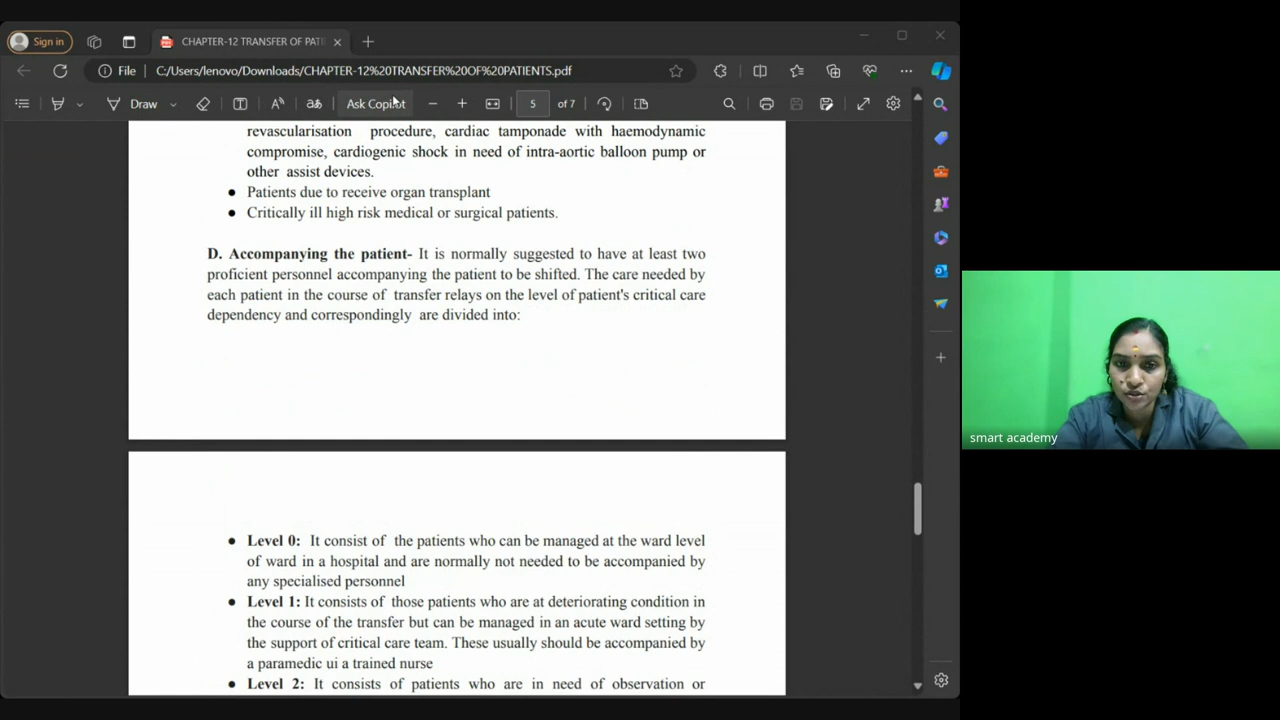 Sign in
CHAPTER-12 TRANSFER OF PATI
File
C:/Users/lenovo/Downloads/CHAPTER-12%20TRANSFER%20OF%20PATIENTS.pdf
Draw
Ask Copilot
5 of 7
revascularisation procedure, cardiac tamponade with haemodynamic
compromise, cardiogenic shock in need of intra-aortic balloon pump or
other assist devices.
● Patients due to receive organ transplant
● Critically ill high risk medical or surgical patients.
D. Accompanying the patient- It is normally suggested to have at least two
proficient personnel accompanying the patient to be shifted. The care needed by
each patient in the course of transfer relays on the level of patient's critical care
dependency and correspondingly are divided into:
● Level 0: It consist of the patients who can be managed at the ward level
of ward in a hospital and are normally not needed to be accompanied by
any specialised personnel
● Level 1: It consists of those patients who are at deteriorating condition in
the course of the transfer but can be managed in an acute ward setting by
the support of critical care team. These usually should be accompanied by
a paramedic ui a trained nurse
● Level 2: It consists of patients who are in need of observation or
smart academy